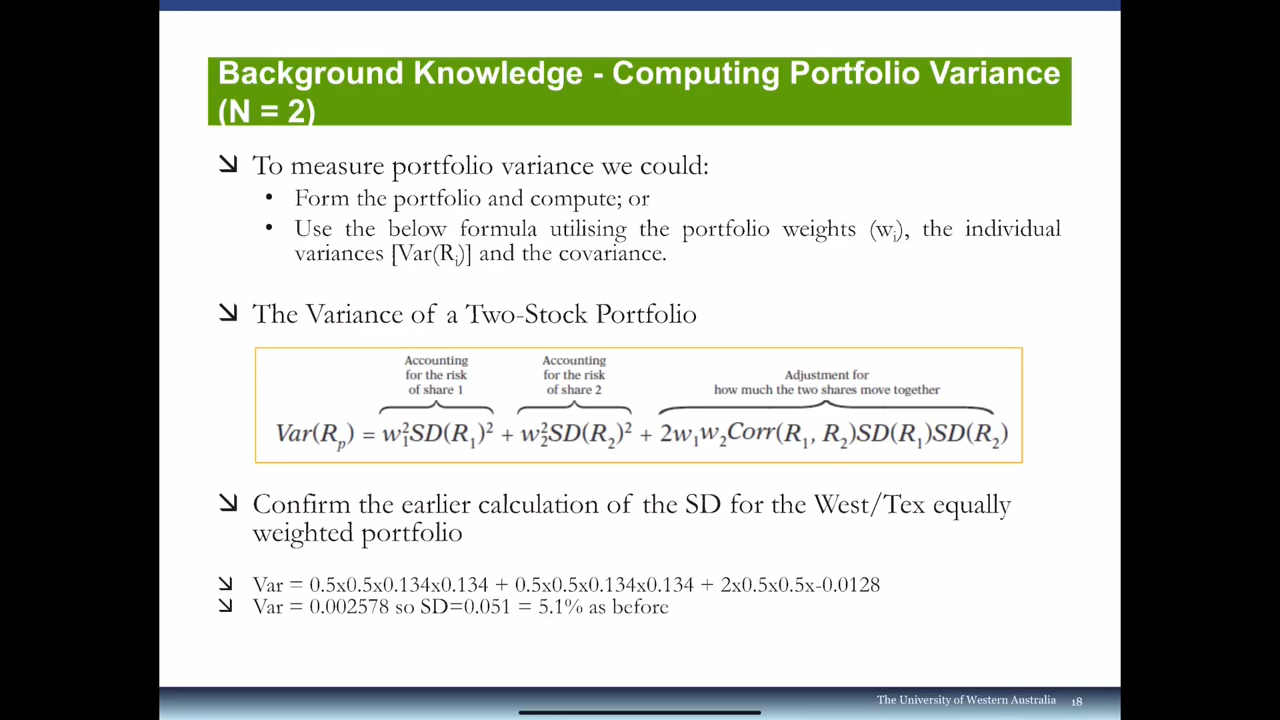 Background Knowledge - Computing Portfolio Variance
(N = 2)
↘ To measure portfolio variance we could:
• Form the portfolio and compute; or
• Use the below formula utilising the portfolio weights (wᵢ), the individual
variances [Var(Rᵢ)] and the covariance.
↘ The Variance of a Two-Stock Portfolio
Accounting for the risk of share 1
Accounting for the risk of share 2
Adjustment for how much the two shares move together
Var(Rₚ) = w₁²SD(R₁)² + w₂²SD(R₂)² + 2w₁w₂Corr(R₁, R₂)SD(R₁)SD(R₂)
↘ Confirm the earlier calculation of the SD for the West/Tex equally
weighted portfolio
↘ Var = 0.5x0.5x0.134x0.134 + 0.5x0.5x0.134x0.134 + 2x0.5x0.5x-0.0128
↘ Var = 0.002578 so SD=0.051 = 5.1% as before
The University of Western Australia 18